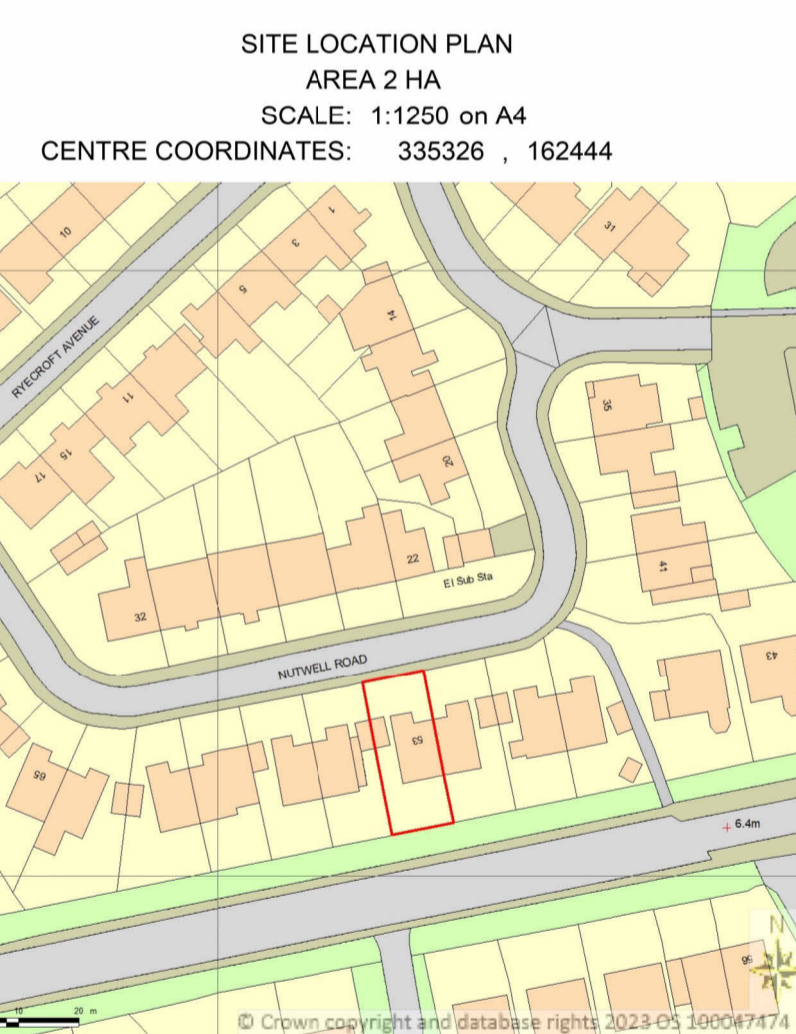 SITE LOCATION PLAN
AREA 2 HA
SCALE: 1:1250 on A4
CENTRE COORDINATES: 335326 , 162444
10
1
3
5
31
14
RYECROFT AVENUE
11
15
17
35
20
22
41
El Sub Sta
32
NUTWELL ROAD
43
53
65
6.4m
N
56
10 20 m
© Crown copyright and database rights 2023 OS 100047474